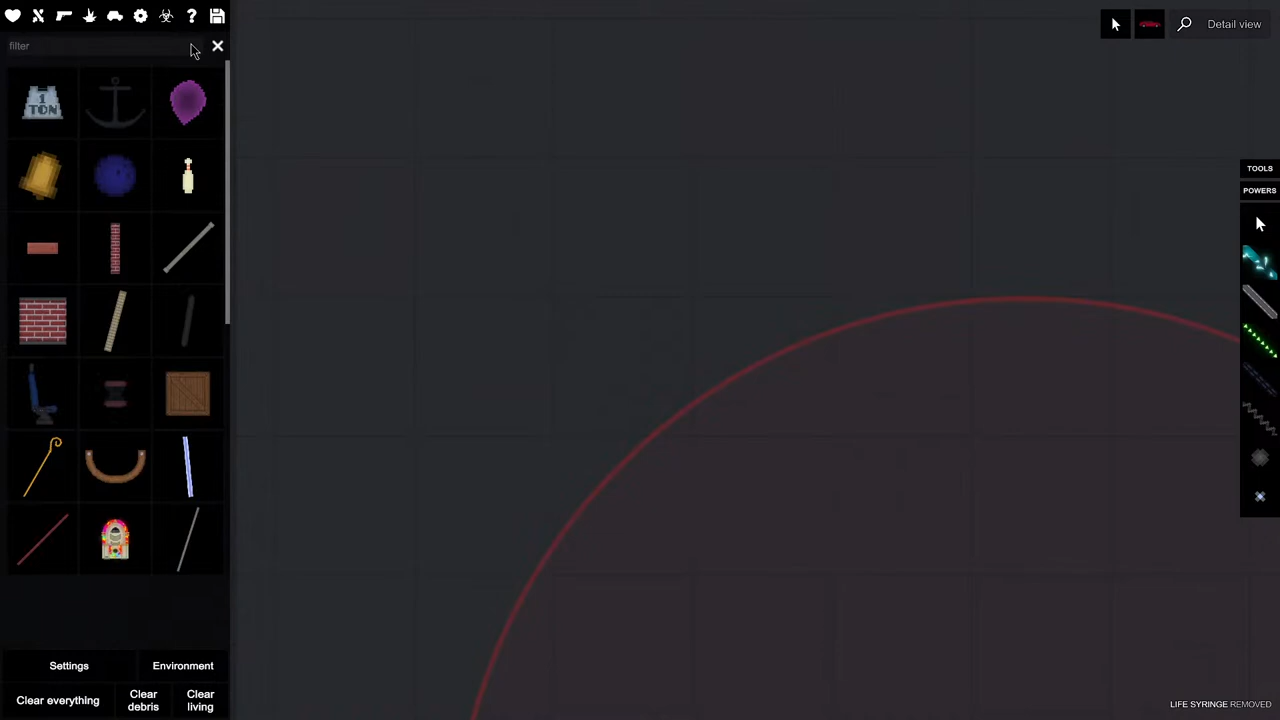 filter
Detail view
1
TON
TOOLS
POWERS
Settings
Environment
Clear everything
Clear
debris
Clear
living
LIFE SYRINGE REMOVED